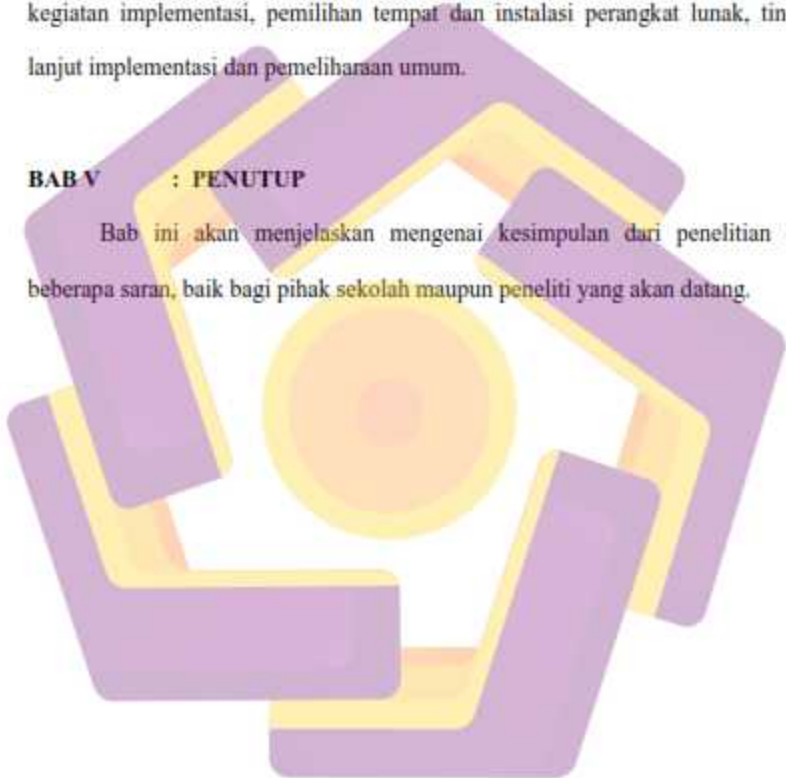 kegiatan implementasi, pemilihan tempat dan instalasi perangkat lunak, tin
lanjut implementasi dan pemeliharaan umum.
BAB V : PENUTUP
Bab ini akan menjelaskan mengenai kesimpulan dari penelitian
beberapa saran, baik bagi pihak sekolah maupun peneliti yang akan datang.